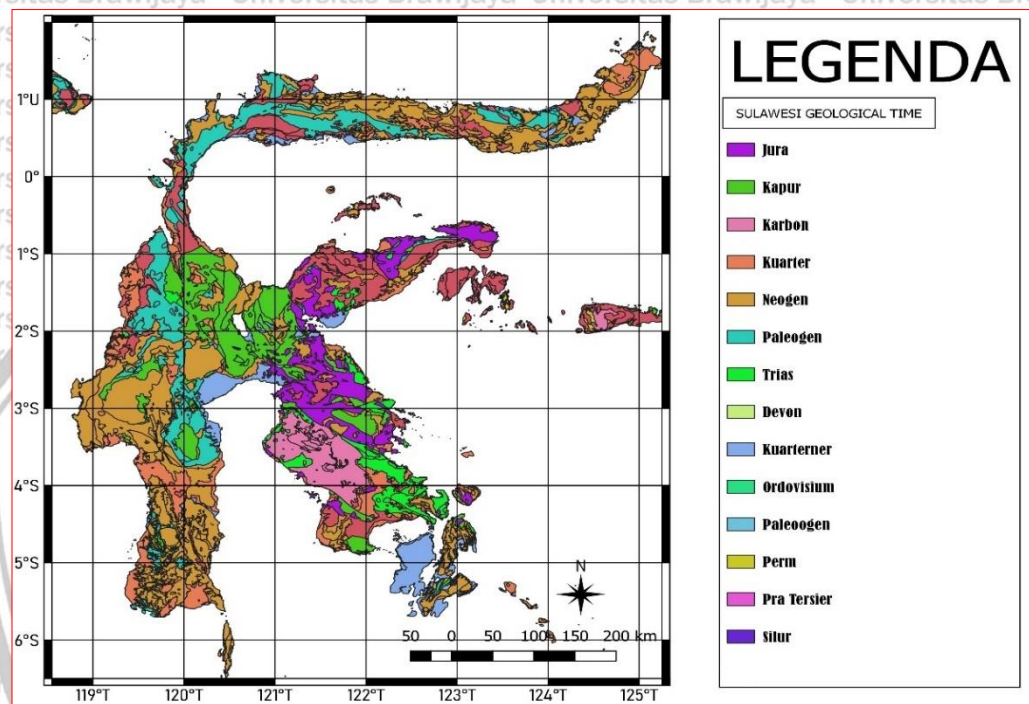 Universitas Brawijaya Universitas Brawijaya Universitas Brawijaya Universitas Bra
LEGENDA
SULAWESI GEOLOGICAL TIME
Jura
Kapur
Karbon
Kuarter
Neogen
Paleogen
Trias
Devon
Kuarterner
Ordovisium
Paleoogen
Perm
Pra Tersier
Silur
1°U
0°
1°S
2°S
3°S
4°S
5°S
6°S
N
50 0 50 100 150 200 km
119°T 120°T 121°T 122°T 123°T 124°T 125°T